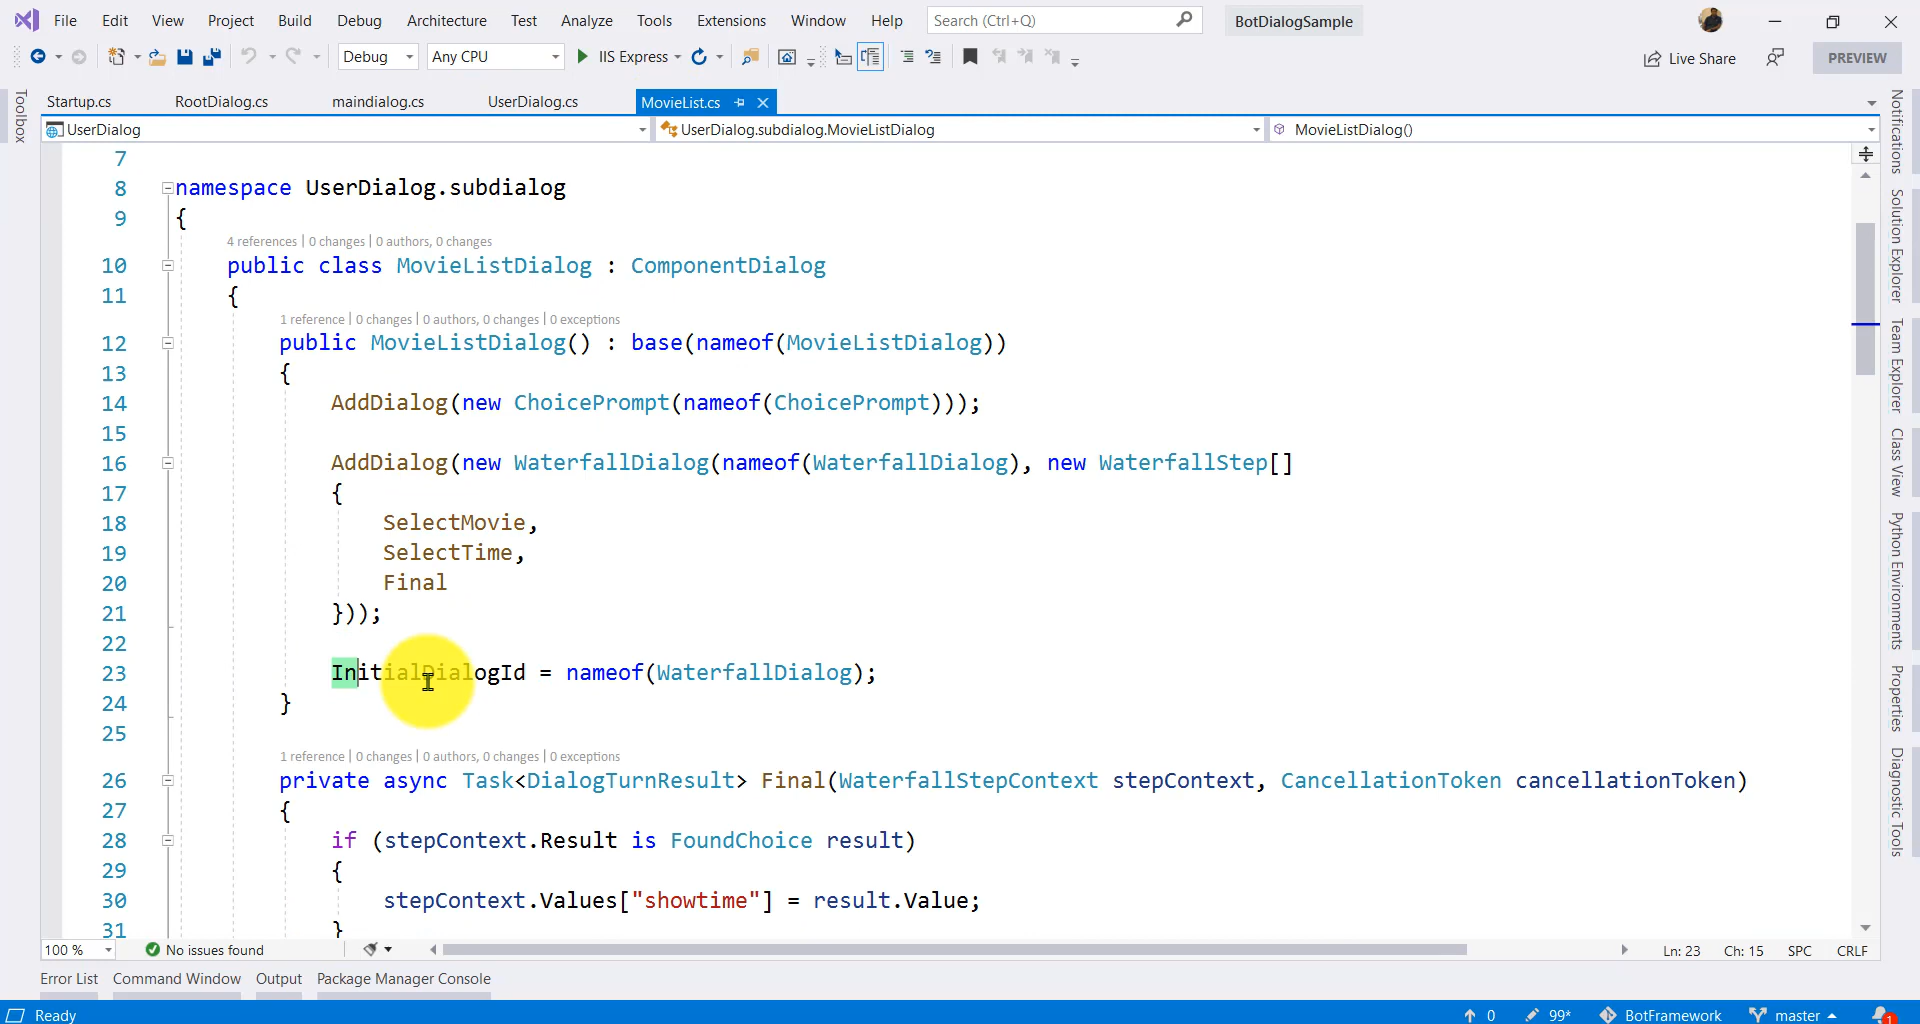 File Edit View Project Build Debug Architecture Test Analyze Tools Extensions Window Help Search (Ctrl+Q) BotDialogSample
Debug Any CPU IIS Express Live Share PREVIEW
Startup.cs RootDialog.cs maindialog.cs UserDialog.cs MovieList.cs
UserDialog UserDialog.subdialog.MovieListDialog MovieListDialog()
7
8 namespace UserDialog.subdialog
9 {
4 references | 0 changes | 0 authors, 0 changes
10 public class MovieListDialog : ComponentDialog
11 {
1 reference | 0 changes | 0 authors, 0 changes | 0 exceptions
12 public MovieListDialog() : base(nameof(MovieListDialog))
13 {
14 AddDialog(new ChoicePrompt(nameof(ChoicePrompt)));
15
16 AddDialog(new WaterfallDialog(nameof(WaterfallDialog), new WaterfallStep[]
17 {
18 SelectMovie,
19 SelectTime,
20 Final
21 }));
22
23 InitialDialogId = nameof(WaterfallDialog);
24 }
25
1 reference | 0 changes | 0 authors, 0 changes | 0 exceptions
26 private async Task<DialogTurnResult> Final(WaterfallStepContext stepContext, CancellationToken cancellationToken)
27 {
28 if (stepContext.Result is FoundChoice result)
29 {
30 stepContext.Values["showtime"] = result.Value;
31 }
100 % No issues found Ln: 23 Ch: 15 SPC CRLF
Error List Command Window Output Package Manager Console
Ready 0 99* BotFramework master 1
Toolbox
Notifications
Solution Explorer
Team Explorer
Class View
Python Environments
Properties
Diagnostic Tools